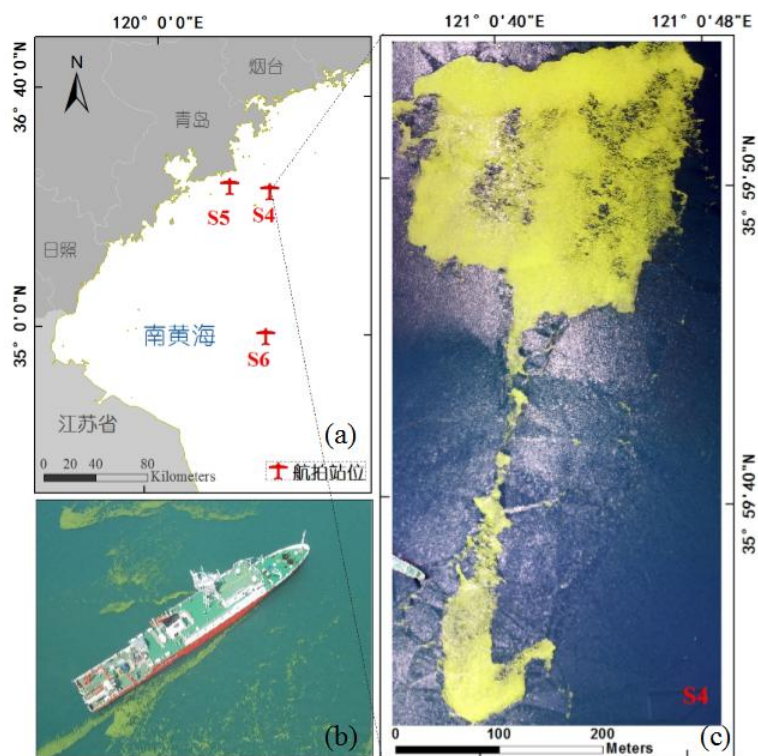 120° 0'0"E
36° 40'0"N
N
烟台
青岛
S5
S4
日照
35° 0'0"N
南黄海
S6
江苏省
(a)
0 20 40 80
Kilometers
航拍站位
(b)
121° 0'40"E
121° 0'48"E
35° 59'50"N
35° 59'40"N
S4
0 100 200
Meters
(c)